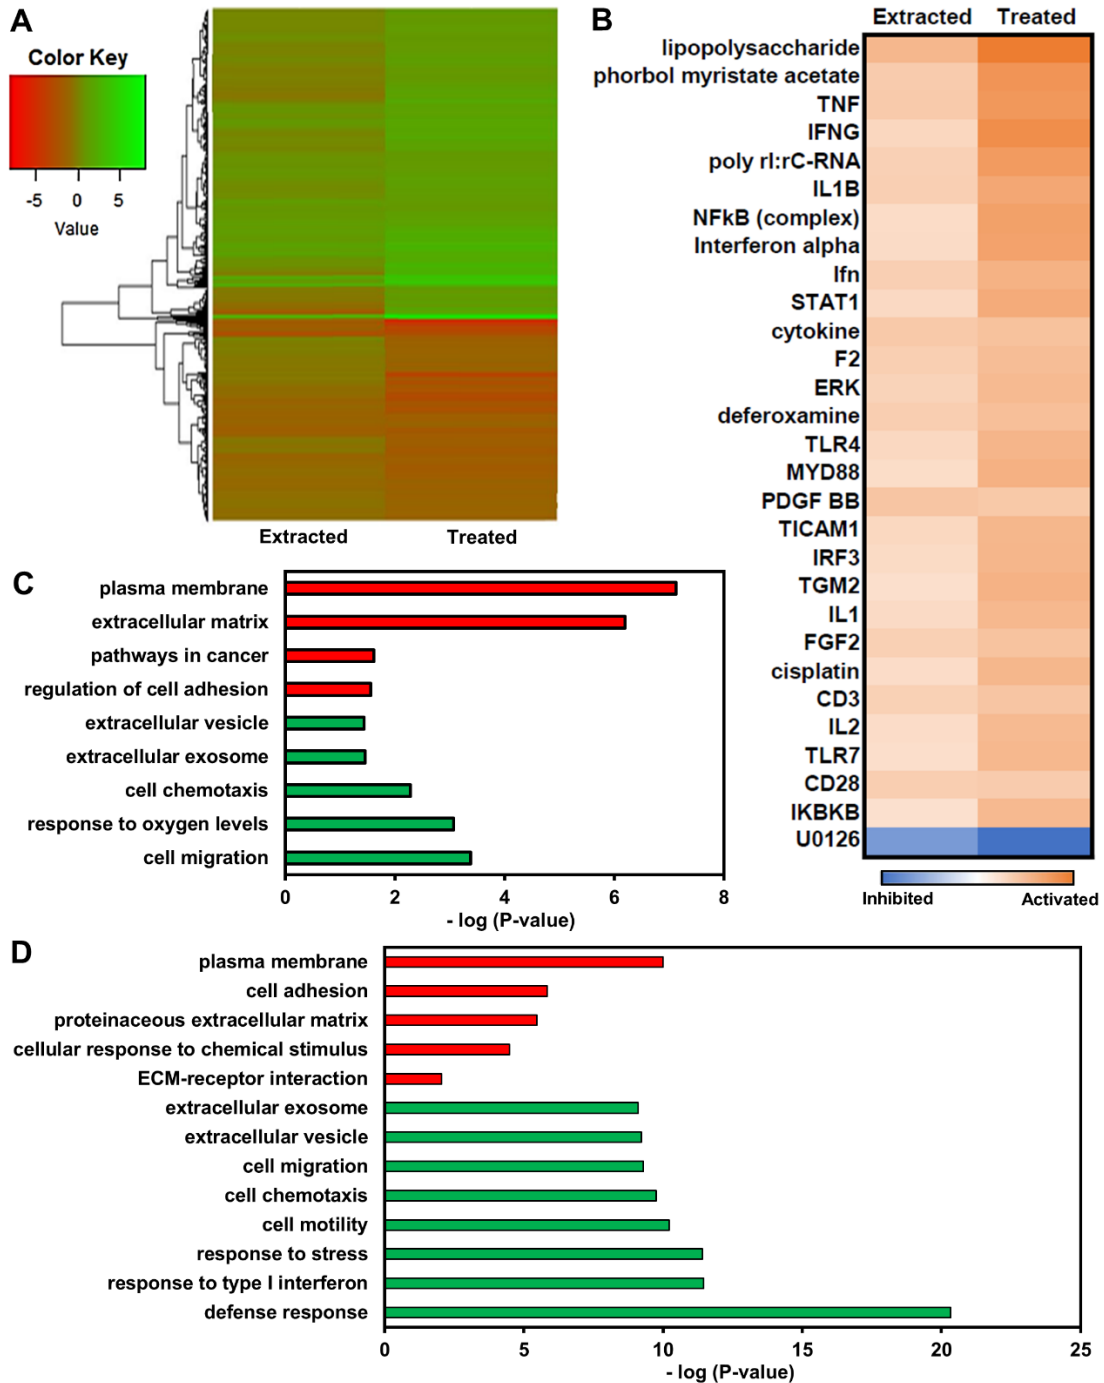 A
Color Key
-5 0 5
Value
Extracted Treated
B
Extracted Treated
lipopolysaccharide
phorbol myristate acetate
TNF
IFNG
poly rI:rC-RNA
IL1B
NFkB (complex)
Interferon alpha
Ifn
STAT1
cytokine
F2
ERK
deferoxamine
TLR4
MYD88
PDGF BB
TICAM1
IRF3
TGM2
IL1
FGF2
cisplatin
CD3
IL2
TLR7
CD28
IKBKB
U0126
Inhibited Activated
C
plasma membrane
extracellular matrix
pathways in cancer
regulation of cell adhesion
extracellular vesicle
extracellular exosome
cell chemotaxis
response to oxygen levels
cell migration
0 2 4 6 8
- log (P-value)
D
plasma membrane
cell adhesion
proteinaceous extracellular matrix
cellular response to chemical stimulus
ECM-receptor interaction
extracellular exosome
extracellular vesicle
cell migration
cell chemotaxis
cell motility
response to stress
response to type I interferon
defense response
0 5 10 15 20 25
- log (P-value)